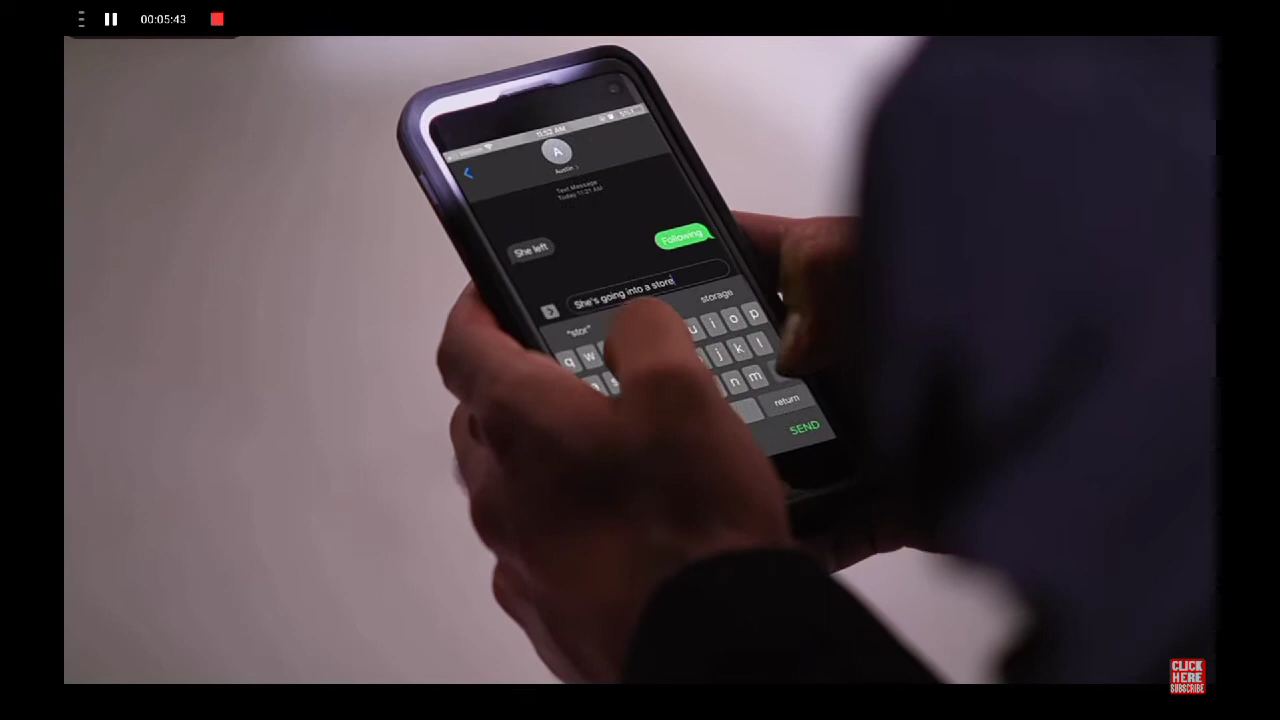 00:05:43
11:52 AM
A
Austin
Text Message
Today 11:21 AM
Following
She left
She's going into a store
"stor"
storage
q w u i o p
j k l
n m
return
SEND
CLICK
HERE
SUBSCRIBE